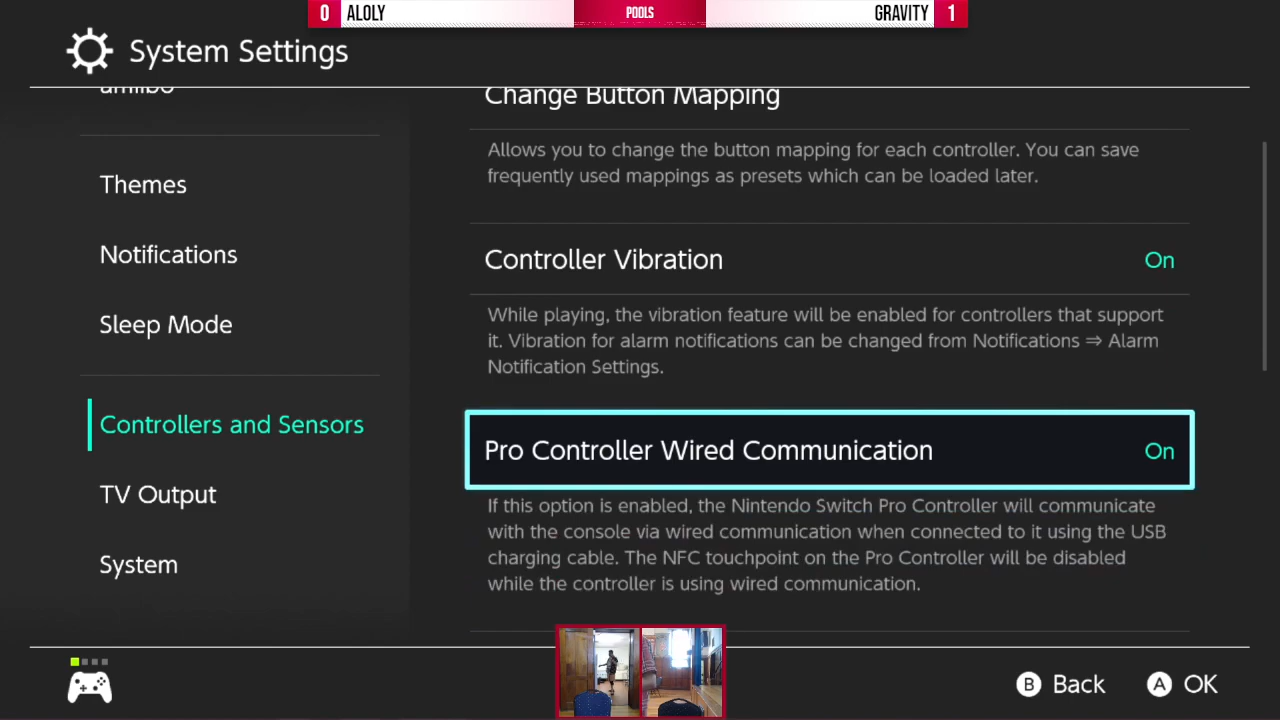 0 ALOLY POOLS GRAVITY 1
System Settings
amiibo
Themes
Notifications
Sleep Mode
Controllers and Sensors
TV Output
System
Change Button Mapping
Allows you to change the button mapping for each controller. You can save
frequently used mappings as presets which can be loaded later.
Controller Vibration On
While playing, the vibration feature will be enabled for controllers that support
it. Vibration for alarm notifications can be changed from Notifications ⇒ Alarm
Notification Settings.
Pro Controller Wired Communication On
If this option is enabled, the Nintendo Switch Pro Controller will communicate
with the console via wired communication when connected to it using the USB
charging cable. The NFC touchpoint on the Pro Controller will be disabled
while the controller is using wired communication.
B Back A OK